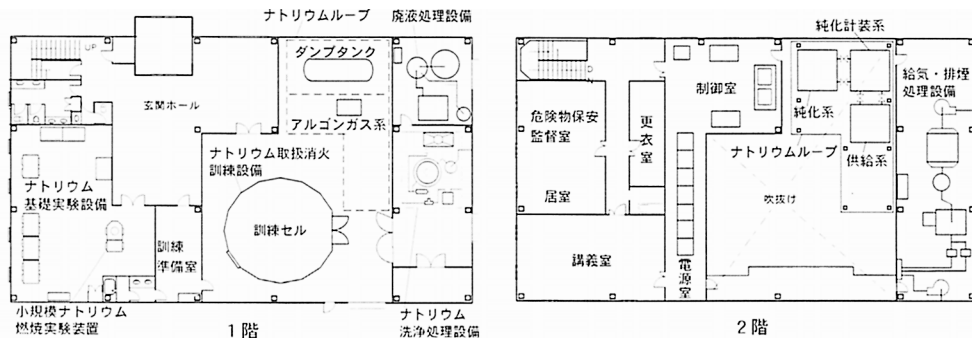 ナトリウムループ
廃液処理設備
ダンプタンク
玄関ホール
アルゴンガス系
ナトリウム取扱消火
訓練設備
ナトリウム
基礎実験設備
訓練セル
訓練
準備室
小規模ナトリウム
燃焼実験装置
ナトリウム
洗浄処理設備
1階
純化計装系
給気・排煙
処理設備
制御室
危険物保安
監督室
更衣室
純化系
ナトリウムループ
供給系
居室
吹抜け
講義室
電源室
2階